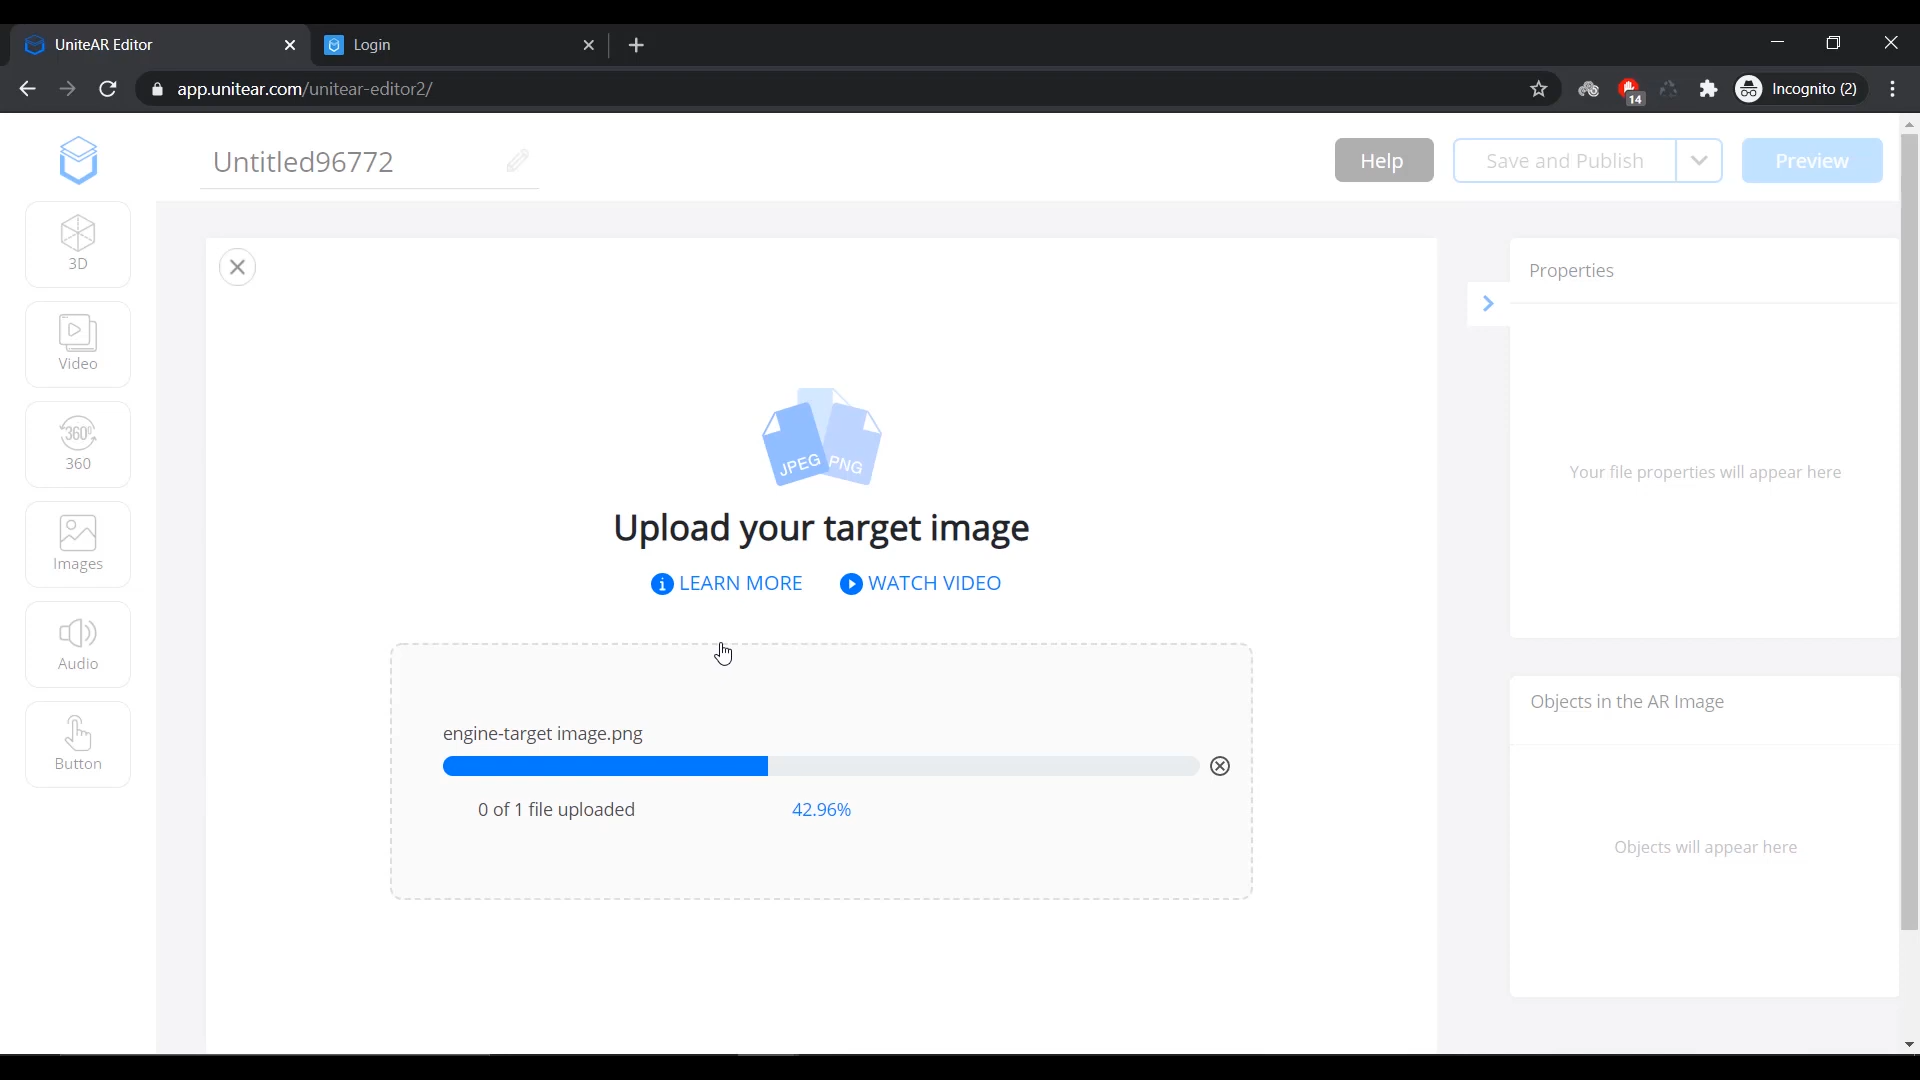 UniteAR Editor
Login
app.unitear.com/unitear-editor2/
14
Incognito (2)
Untitled96772
Help
Save and Publish
Preview
3D
Video
360°
360
Images
Audio
Button
JPEG
PNG
Upload your target image
LEARN MORE
WATCH VIDEO
engine-target image.png
0 of 1 file uploaded
42.96%
Properties
Your file properties will appear here
Objects in the AR Image
Objects will appear here